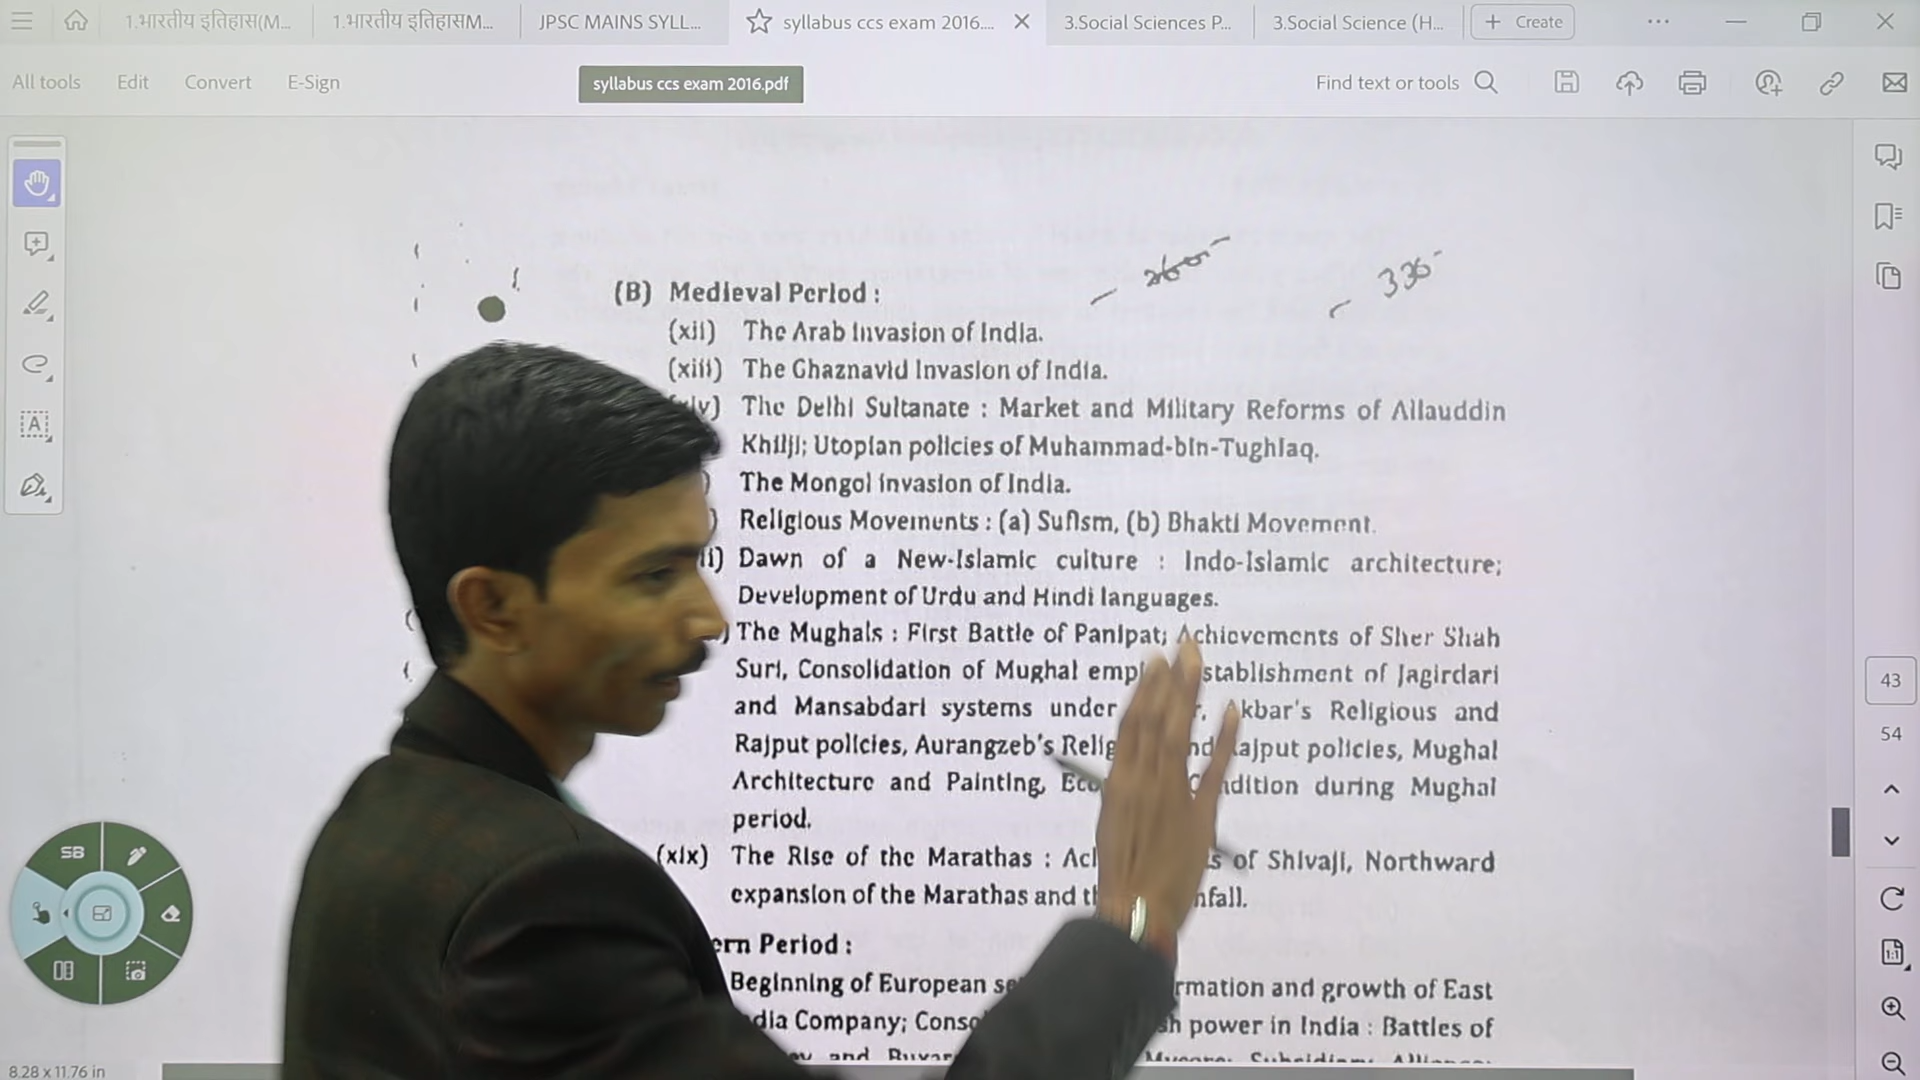 1.भारतीय इतिहास(M...
1.भारतीय इतिहासM...
JPSC MAINS SYLL...
syllabus ccs exam 2016....
3.Social Sciences P...
3.Social Science (H...
+ Create
All tools
Edit
Convert
E-Sign
syllabus ccs exam 2016.pdf
Find text or tools
336
(B) Medieval Period :
(xii) The Arab Invasion of India.
(xiii) The Ghaznavid Invasion of India.
The Delhi Sultanate : Market and Military Reforms of Allauddin
Khilji; Utopian policies of Muhammad-bin-Tughlaq.
The Mongol invasion of India.
Religious Movements : (a) Sufism, (b) Bhakti Movement.
Dawn of a New-Islamic culture : Indo-Islamic architecture;
Development of Urdu and Hindi languages.
The Mughals : First Battle of Panipat; Achievements of Sher Shah
Suri, Consolidation of Mughal stablishment of Jagirdari
and Mansabdari systems under Akbar's Religious and
Rajput policies, Aurangzeb's Rajput policies, Mughal
Architecture and Painting, ndition during Mughal
period.
(xix) The Rise of the Marathas : of Shivaji, Northward
expansion of the Marathas and nfall.
ern Period :
Beginning of European rmation and growth of East
dia Company; power in India : Battles of
and
43
54
SB
1:1
8.28 x 11.76 in